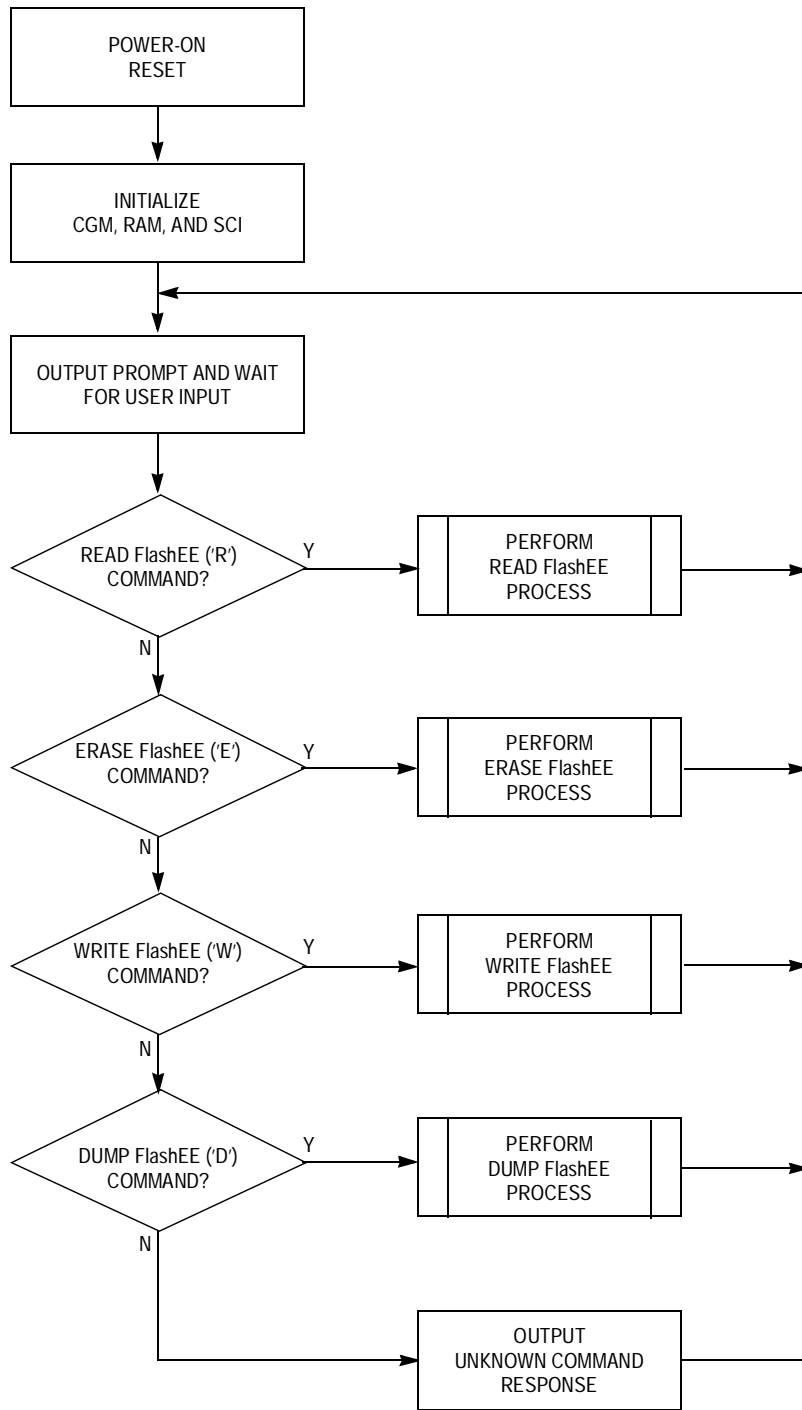 POWER-ON
RESET
INITIALIZE
CGM, RAM, AND SCI
OUTPUT PROMPT AND WAIT
FOR USER INPUT
READ FlashEE ('R')
COMMAND?
Y
PERFORM
READ FlashEE
PROCESS
N
ERASE FlashEE ('E')
COMMAND?
Y
PERFORM
ERASE FlashEE
PROCESS
N
WRITE FlashEE ('W')
COMMAND?
Y
PERFORM
WRITE FlashEE
PROCESS
N
DUMP FlashEE ('D')
COMMAND?
Y
PERFORM
DUMP FlashEE
PROCESS
N
OUTPUT
UNKNOWN COMMAND
RESPONSE